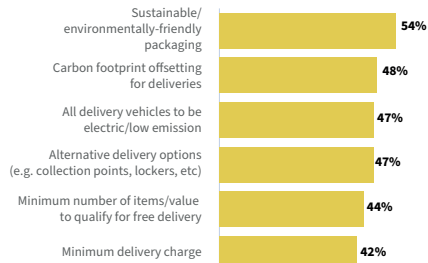 Sustainable/
environmentally-friendly
packaging
54%
Carbon footprint offsetting
for deliveries
48%
All delivery vehicles to be
electric/low emission
47%
Alternative delivery options
(e.g. collection points, lockers, etc)
47%
Minimum number of items/value
to qualify for free delivery
44%
Minimum delivery charge
42%